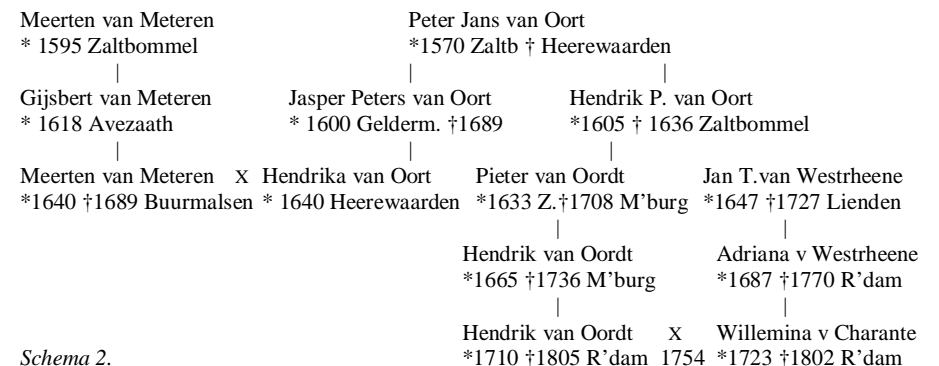 Meerten van Meteren Peter Jans van Oort
* 1595 Zaltbommel *1570 Zaltb † Heerewaarden
| | |
Gijsbert van Meteren Jasper Peters van Oort Hendrik P. van Oort
* 1618 Avezaath * 1600 Gelderm. †1689 *1605 † 1636 Zaltbommel
| | |
Meerten van Meteren X Hendrika van Oort Pieter van Oordt Jan T.van Westrheene
*1640 †1689 Buurmalsen * 1640 Heerewaarden *1633 Z.†1708 M’burg *1647 †1727 Lienden
| |
Hendrik van Oordt Adriana v Westrheene
*1665 †1736 M’burg *1687 †1770 R’dam
| |
Hendrik van Oordt X Willemina v Charante
Schema 2. *1710 †1805 R’dam 1754 *1723 †1802 R’dam